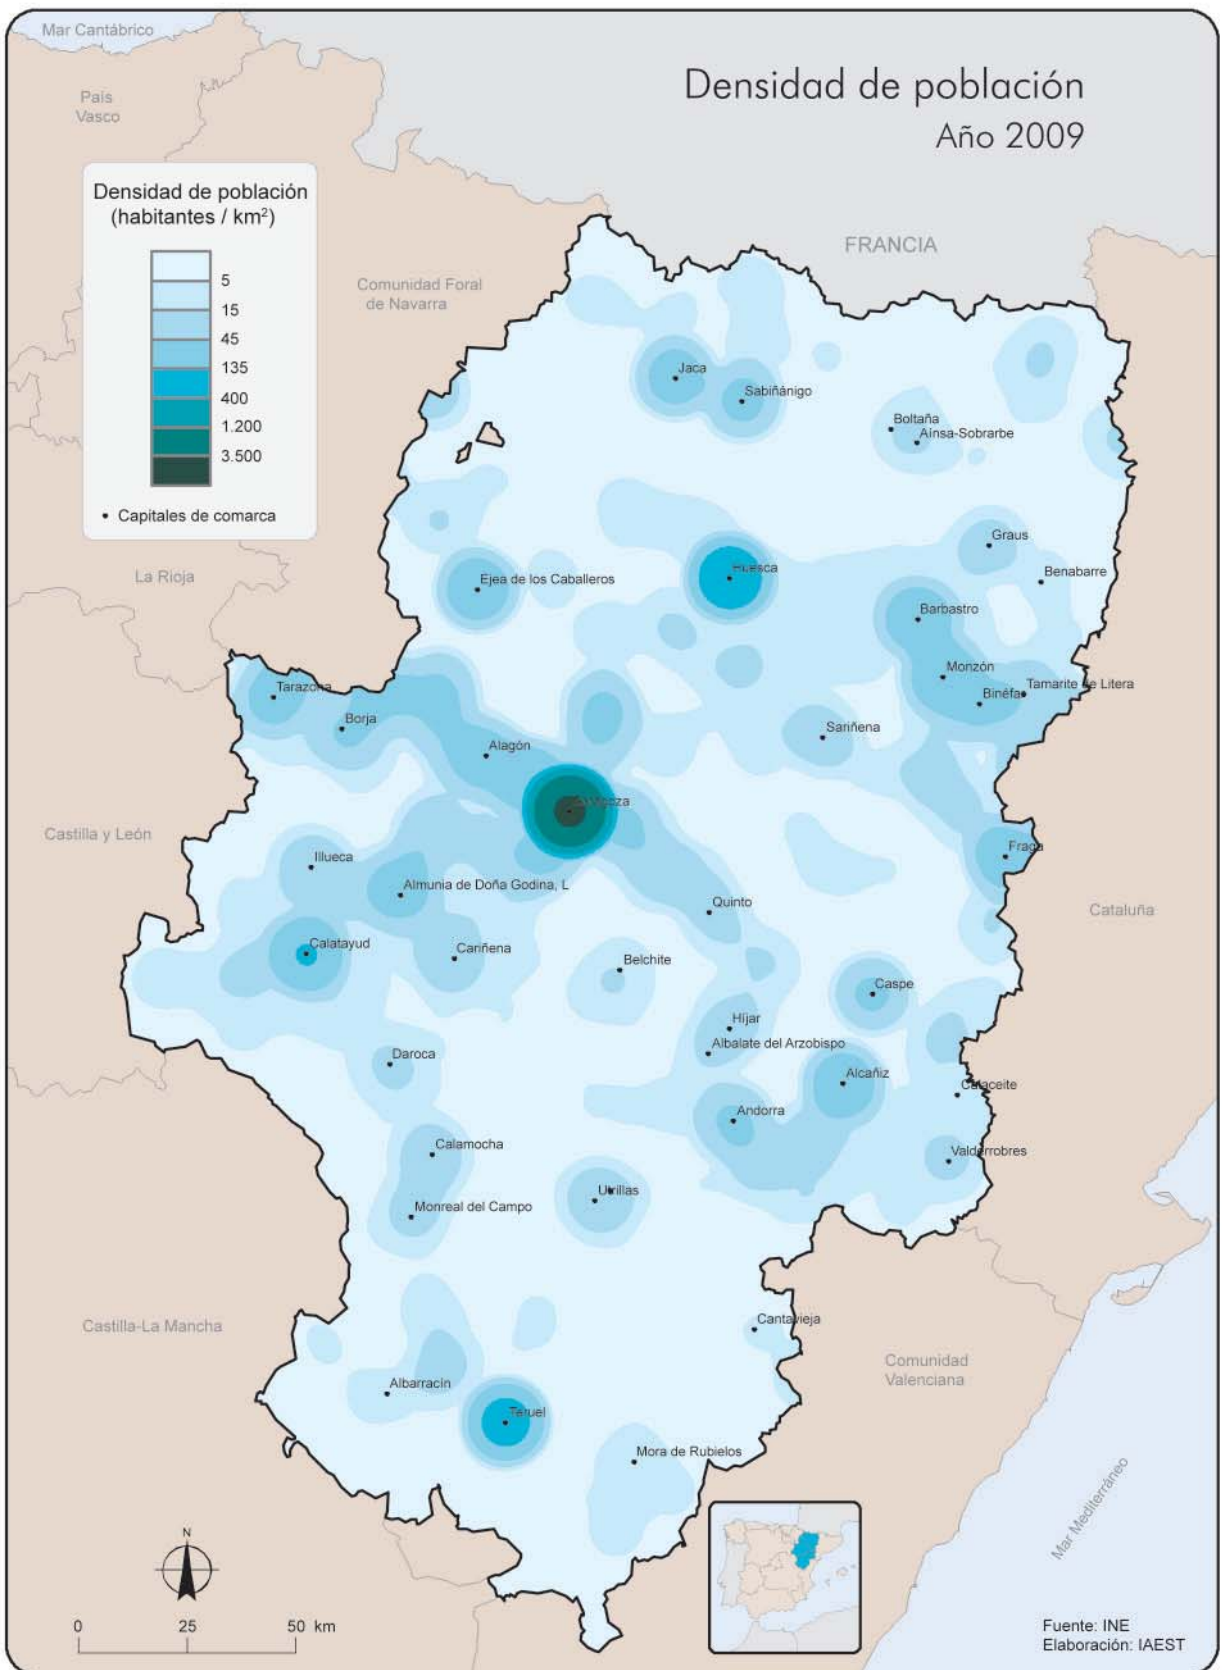 Mar Cantábrico
País
Vasco
Densidad de población
Año 2009
Densidad de población
(habitantes / km²)
5
15
45
135
400
1.200
3.500
Capitales de comarca
FRANCIA
Comunidad Foral
de Navarra
La Rioja
Castilla y León
Castilla-La Mancha
Cataluña
Comunidad
Valenciana
Mar Mediterráneo
Jaca
Sabiñánigo
Boltaña
Aínsa-Sobrarbe
Graus
Benabarre
Huesca
Ejea de los Caballeros
Barbastro
Monzón
Tamarite de Litera
Binéfar
Tarazona
Borja
Sariñena
Alagón
Zaragoza
Fraga
Illueca
Almunia de Doña Godina, L
Quinto
Calatayud
Cariñena
Belchite
Caspe
Híjar
Albalate del Arzobispo
Daroca
Alcañiz
Calaceite
Andorra
Calamocha
Valderrobres
Utrillas
Monreal del Campo
Cantavieja
Albarracín
Teruel
Mora de Rubielos
N
0 25 50 km
Fuente: INE
Elaboración: IAEST